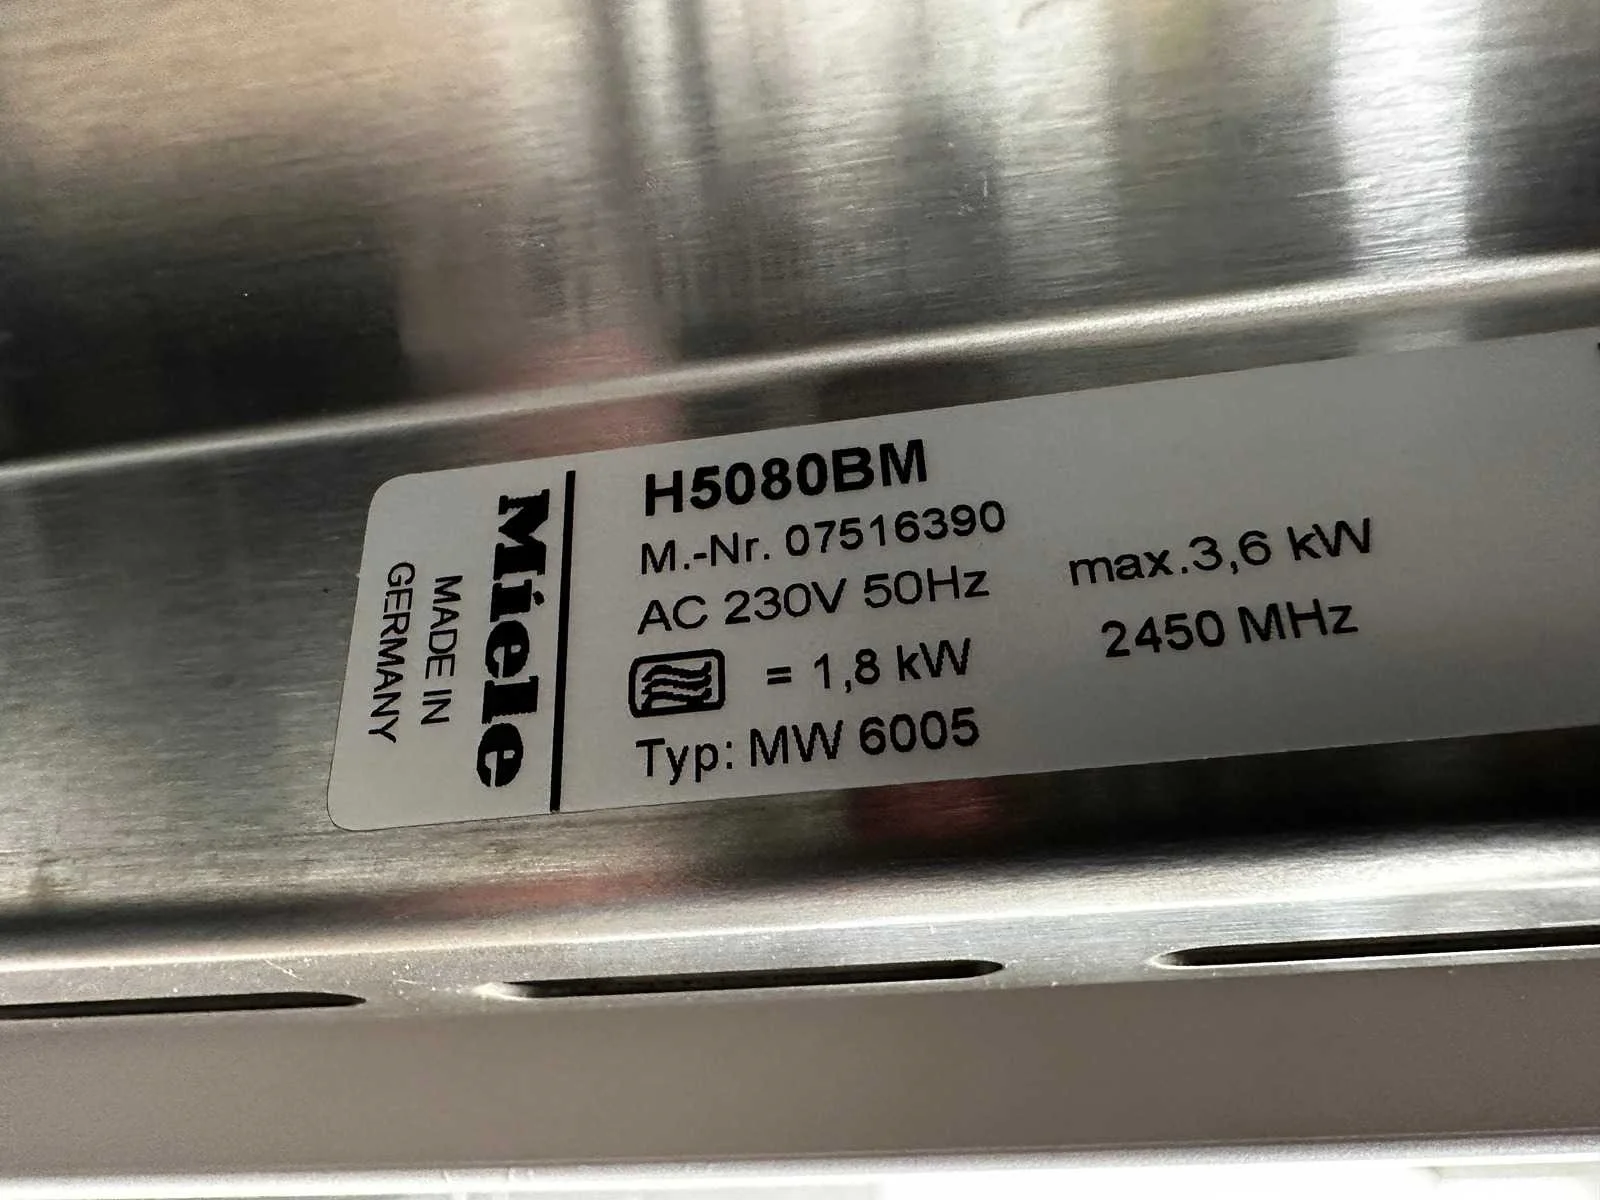 Miele
MADE IN
GERMANY
H5080BM
M.-Nr. 07516390
AC 230V 50Hz max.3,6 kW
= 1,8 kW 2450 MHz
Typ: MW 6005